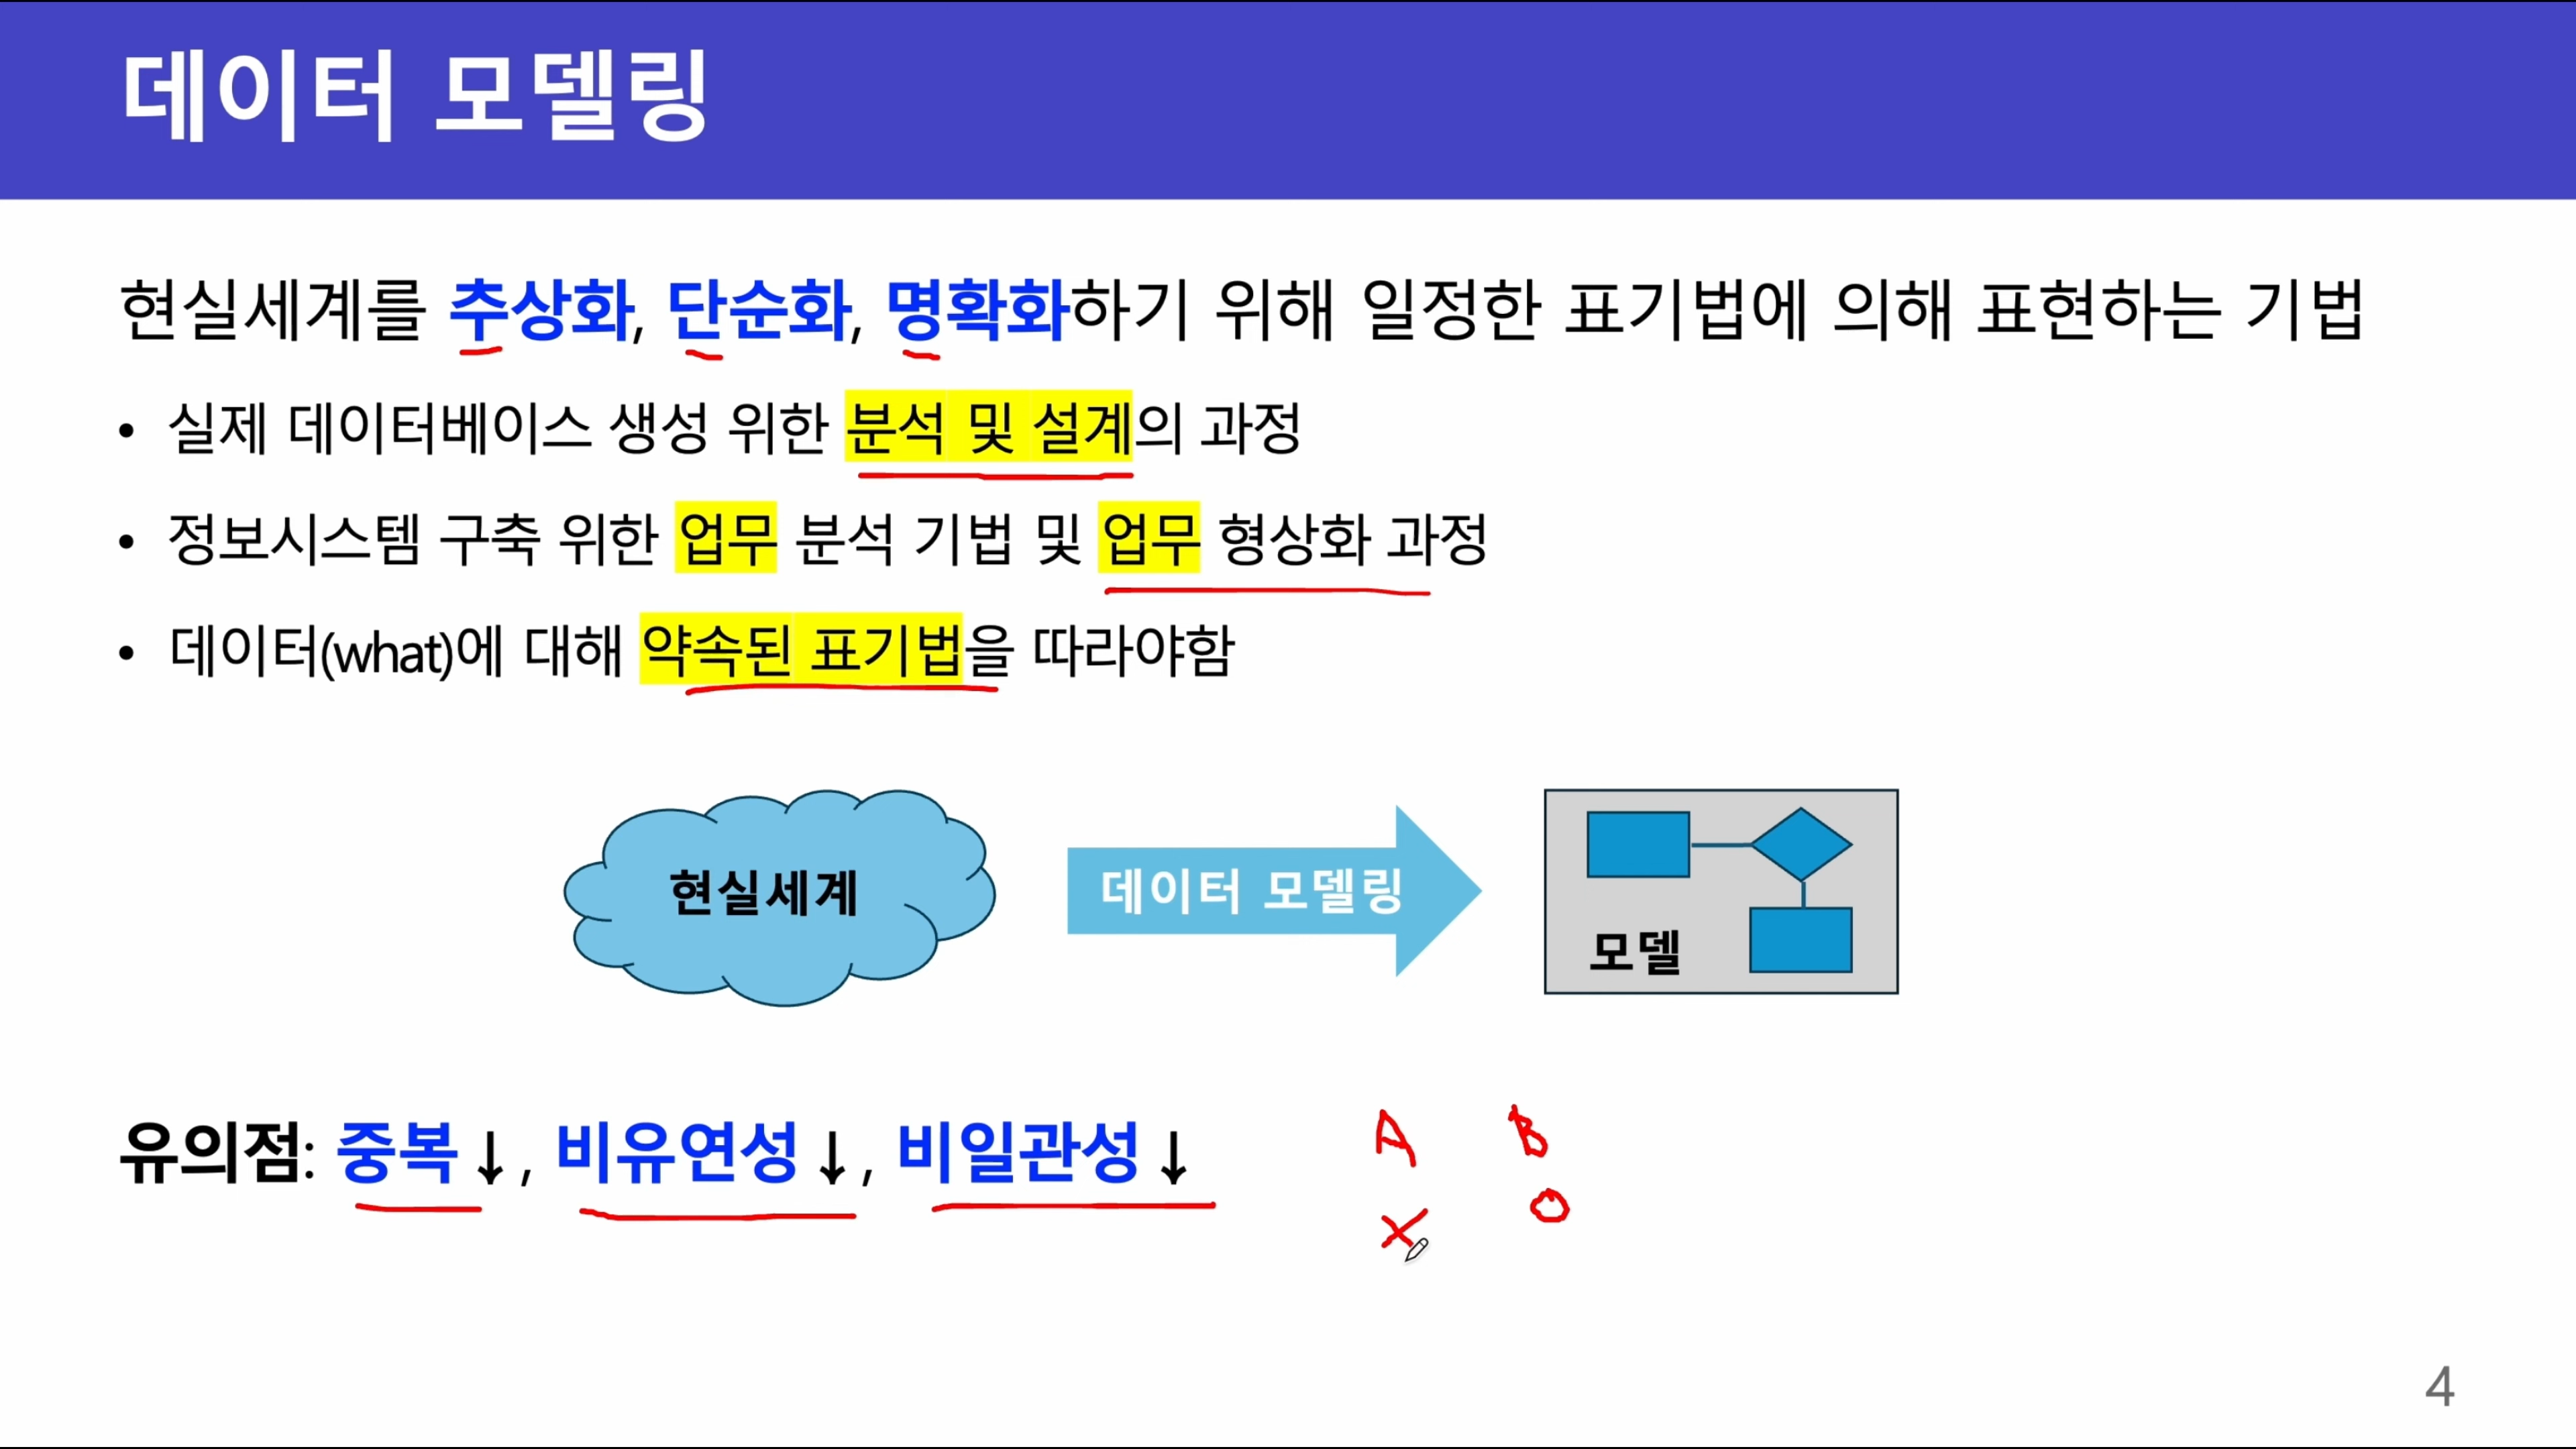 데이터 모델링
현실세계를 추상화, 단순화, 명확화하기 위해 일정한 표기법에 의해 표현하는 기법
• 실제 데이터베이스 생성 위한 분석 및 설계의 과정
• 정보시스템 구축 위한 업무 분석 기법 및 업무 형상화 과정
• 데이터(what)에 대해 약속된 표기법을 따라야함
현실세계
데이터 모델링
모델
유의점: 중복↓, 비유연성↓, 비일관성↓
A B
X O
4